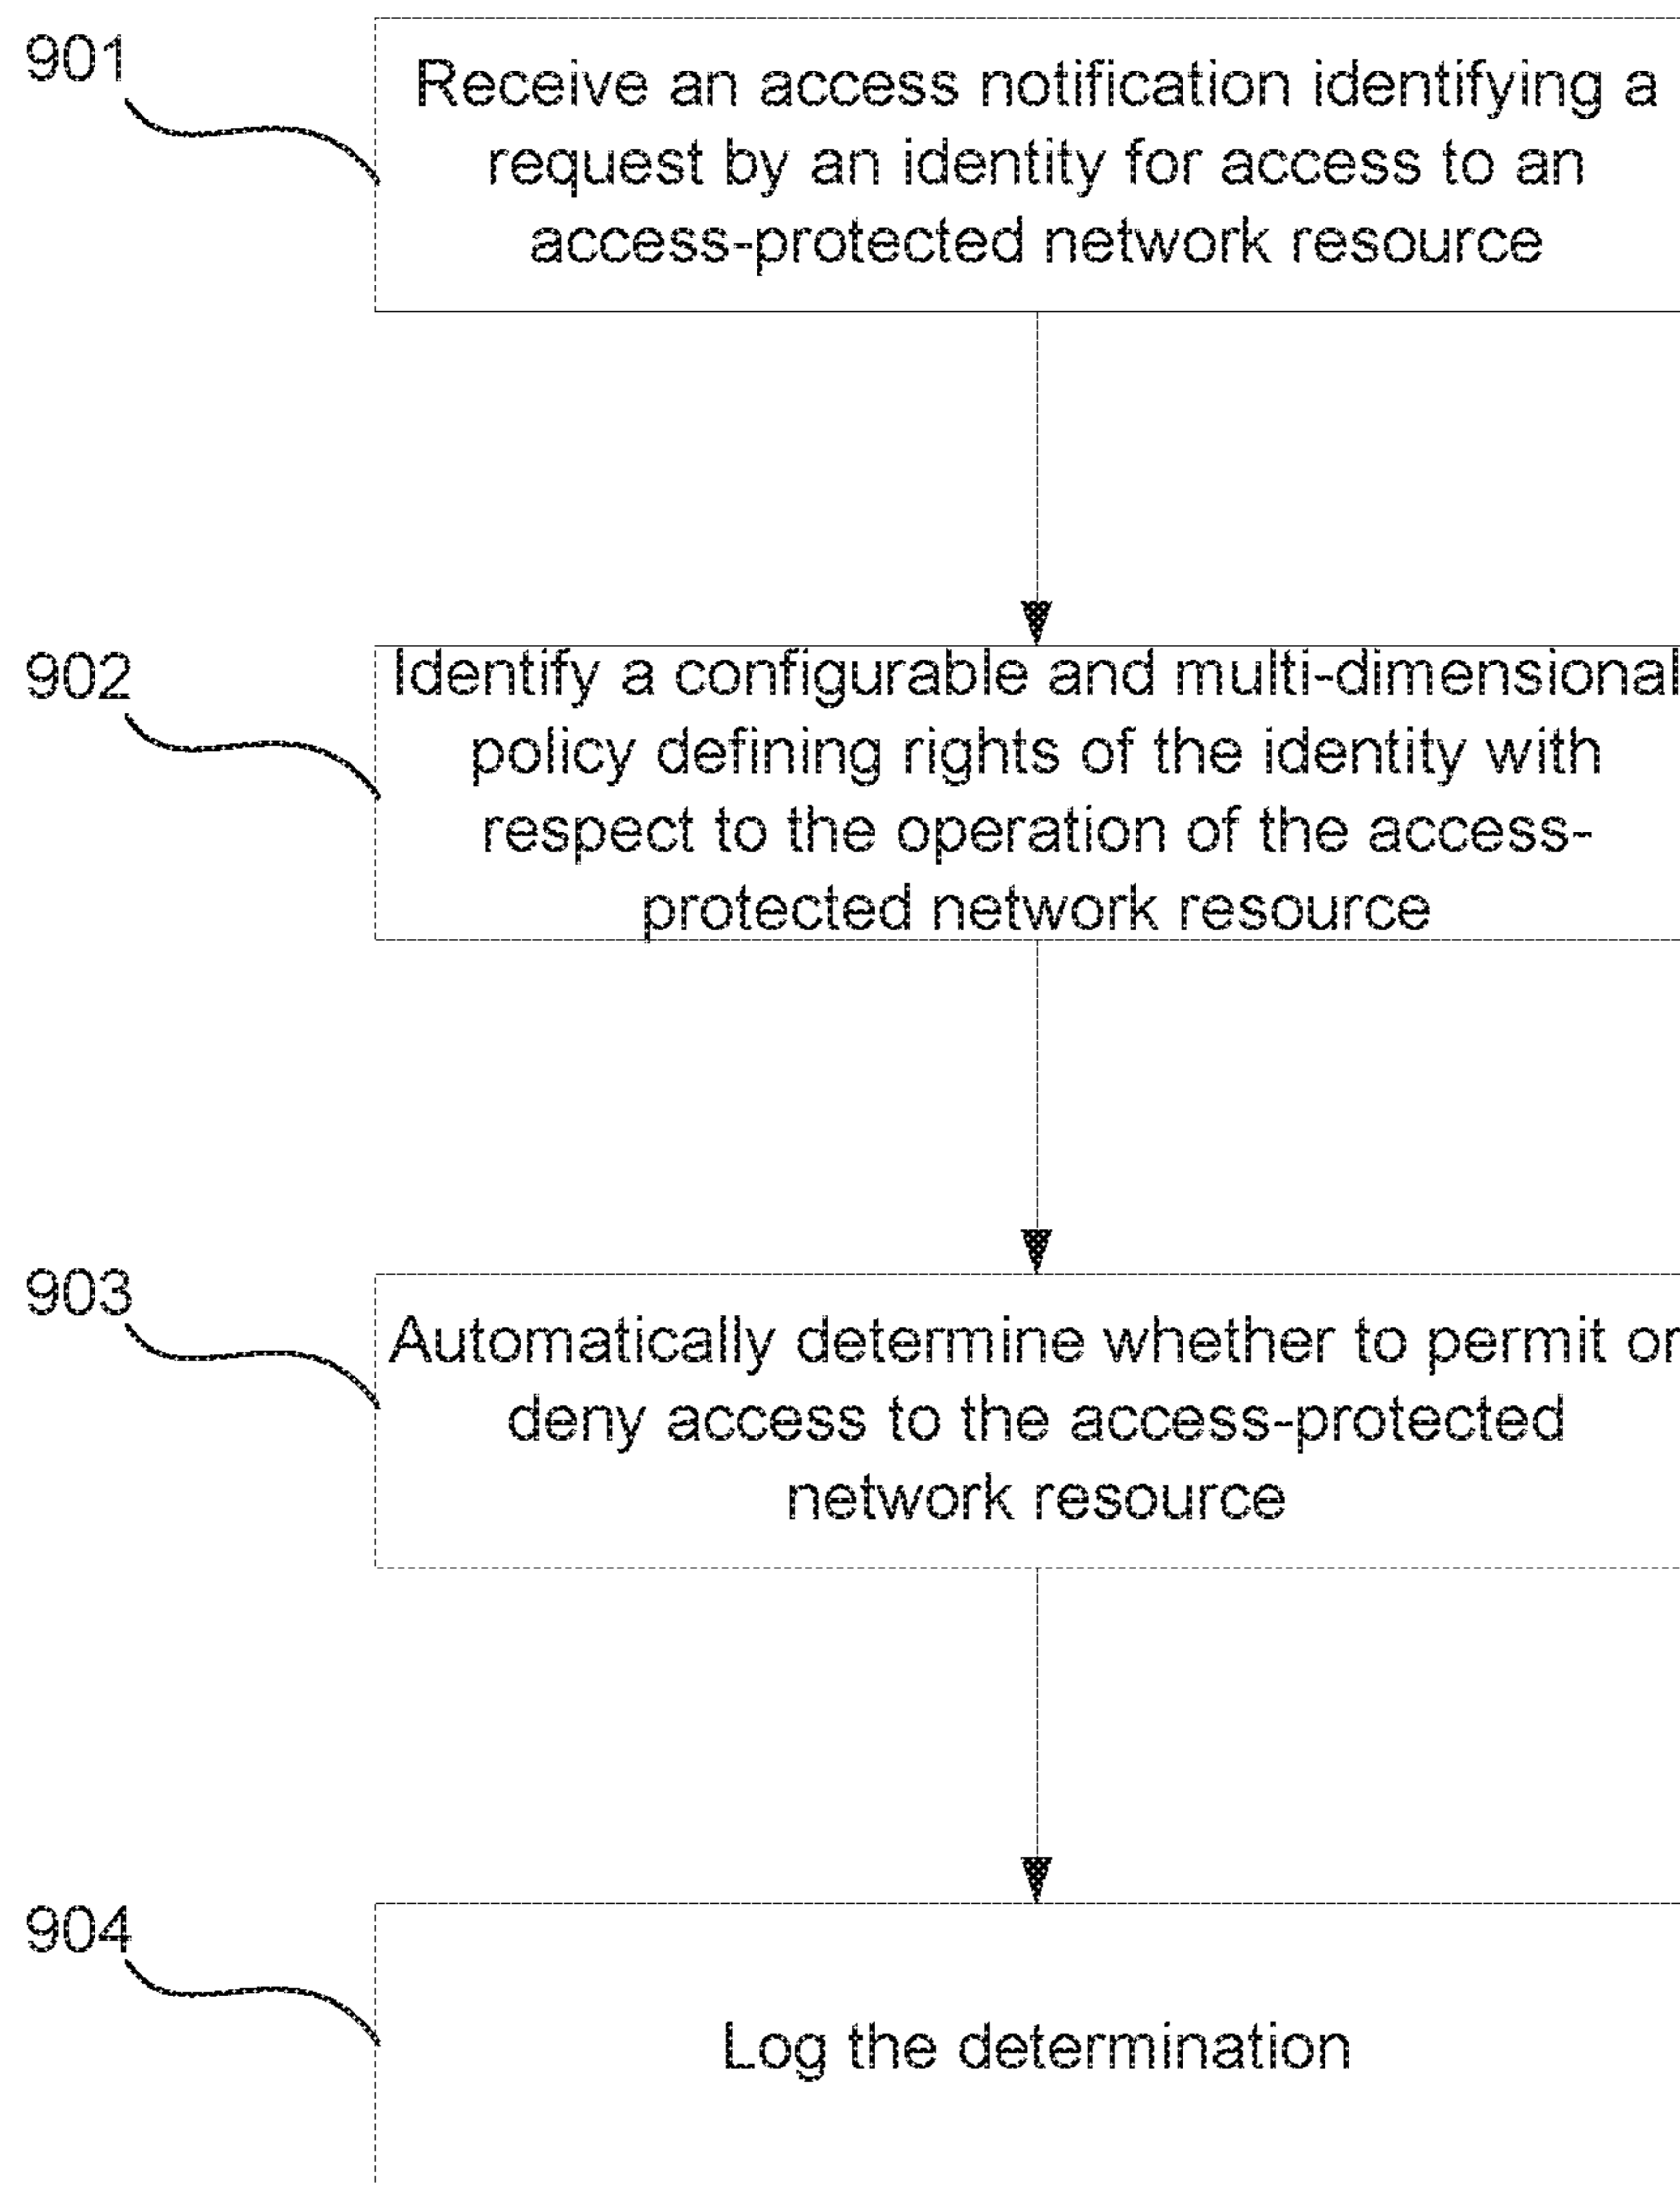 901
Receive an access notification identifying a
request by an identity for access to an
access-protected network resource
902
Identify a configurable and multi-dimensional
policy defining rights of the identity with
respect to the operation of the access-
protected network resource
903
Automatically determine whether to permit or
deny access to the access-protected
network resource
904
Log the determination